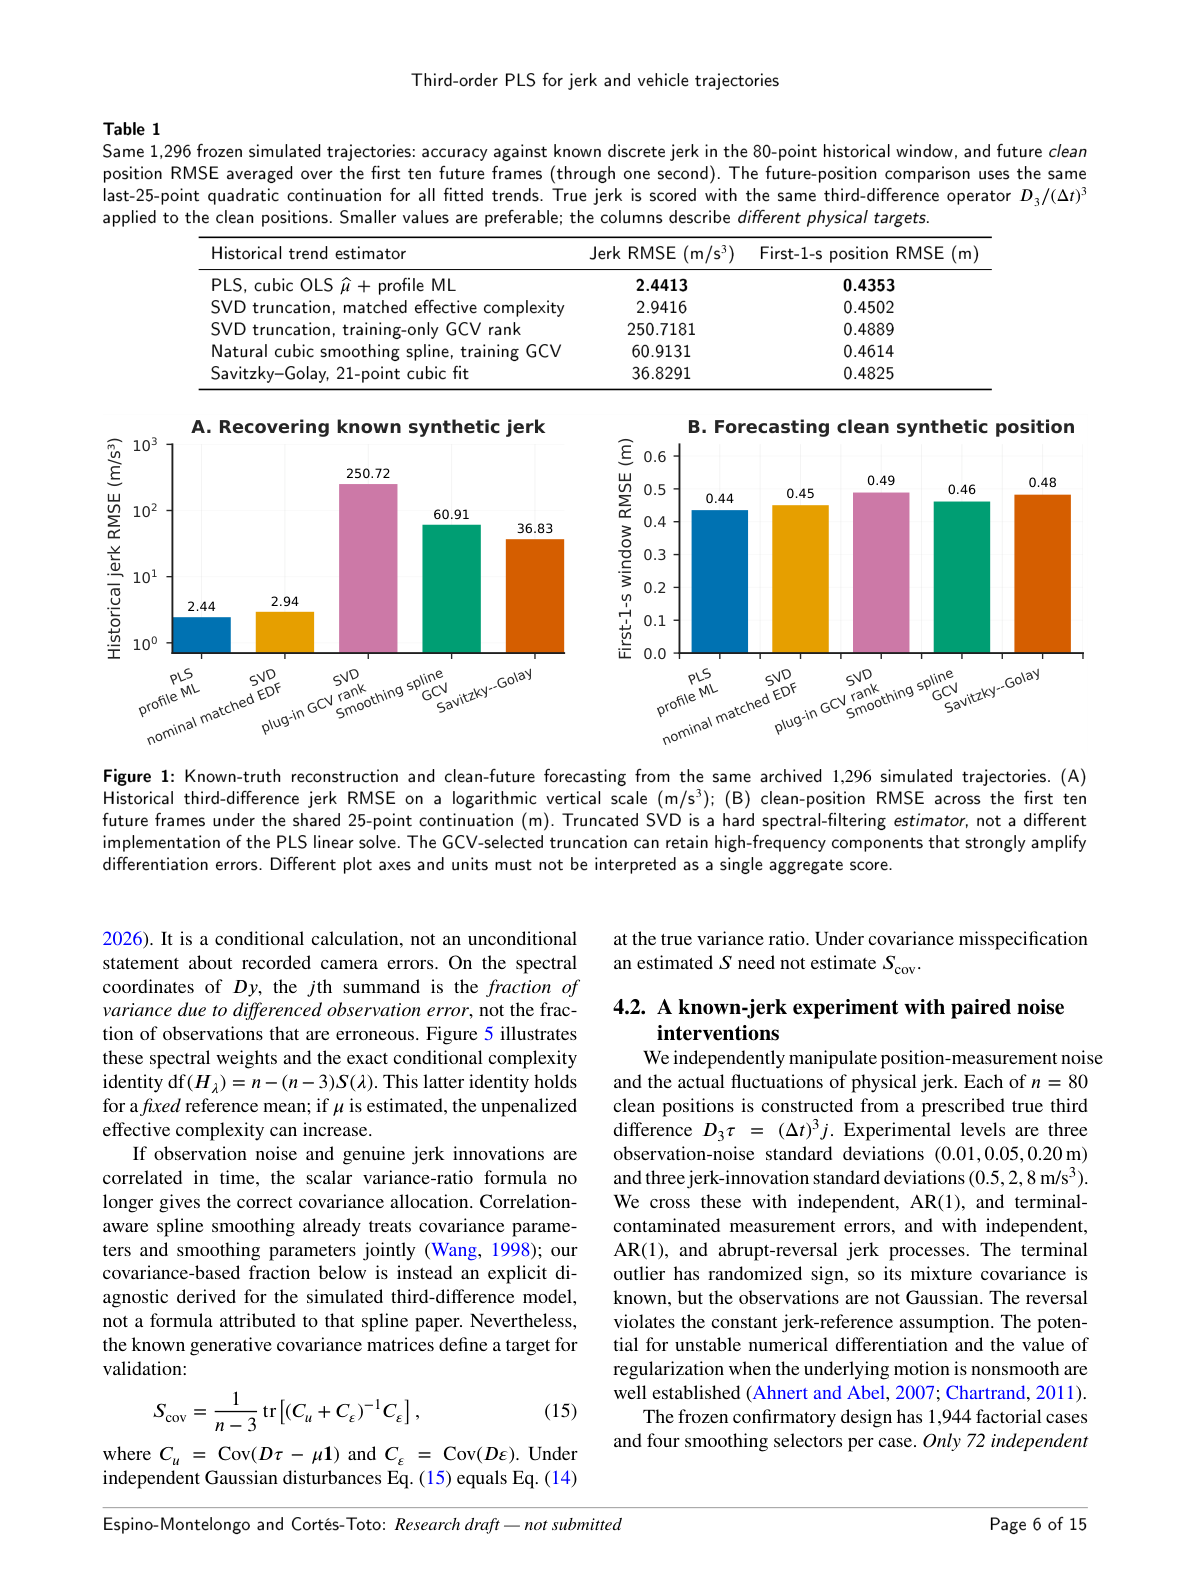 Third-order PLS for jerk and vehicle trajectories
Table 1
Same 1,296 frozen simulated trajectories: accuracy against known discrete jerk in the 80-point historical window, and future clean
position RMSE averaged over the first ten future frames (through one second). The future-position comparison uses the same
last-25-point quadratic continuation for all fitted trends. True jerk is scored with the same third-difference operator D₃/(Δt)³
applied to the clean positions. Smaller values are preferable; the columns describe different physical targets.
Historical trend estimator Jerk RMSE (m/s³) First-1-s position RMSE (m)
PLS, cubic OLS μ̂ + profile ML 2.4413 0.4353
SVD truncation, matched effective complexity 2.9416 0.4502
SVD truncation, training-only GCV rank 250.7181 0.4889
Natural cubic smoothing spline, training GCV 60.9131 0.4614
Savitzky–Golay, 21-point cubic fit 36.8291 0.4825
A. Recovering known synthetic jerk
Historical jerk RMSE (m/s³)
10³
10²
10¹
10⁰
2.44
2.94
250.72
60.91
36.83
PLS
profile ML
SVD
nominal matched EDF
SVD
plug-in GCV rank
Smoothing spline
GCV
Savitzky--Golay
B. Forecasting clean synthetic position
First-1-s window RMSE (m)
0.6
0.5
0.4
0.3
0.2
0.1
0.0
0.44
0.45
0.49
0.46
0.48
PLS
profile ML
SVD
nominal matched EDF
SVD
plug-in GCV rank
Smoothing spline
GCV
Savitzky--Golay
Figure 1: Known-truth reconstruction and clean-future forecasting from the same archived 1,296 simulated trajectories. (A)
Historical third-difference jerk RMSE on a logarithmic vertical scale (m/s³); (B) clean-position RMSE across the first ten
future frames under the shared 25-point continuation (m). Truncated SVD is a hard spectral-filtering estimator, not a different
implementation of the PLS linear solve. The GCV-selected truncation can retain high-frequency components that strongly amplify
differentiation errors. Different plot axes and units must not be interpreted as a single aggregate score.
2026). It is a conditional calculation, not an unconditional
statement about recorded camera errors. On the spectral
coordinates of Dy, the jth summand is the fraction of
variance due to differenced observation error, not the frac-
tion of observations that are erroneous. Figure 5 illustrates
these spectral weights and the exact conditional complexity
identity df(H_λ) = n − (n − 3)S(λ). This latter identity holds
for a fixed reference mean; if μ is estimated, the unpenalized
effective complexity can increase.
If observation noise and genuine jerk innovations are
correlated in time, the scalar variance-ratio formula no
longer gives the correct covariance allocation. Correlation-
aware spline smoothing already treats covariance parame-
ters and smoothing parameters jointly (Wang, 1998); our
covariance-based fraction below is instead an explicit di-
agnostic derived for the simulated third-difference model,
not a formula attributed to that spline paper. Nevertheless,
the known generative covariance matrices define a target for
validation:
S_cov = 1/(n − 3) tr[(C_u + C_ε)⁻¹C_ε], (15)
where C_u = Cov(Dτ − μ1) and C_ε = Cov(Dε). Under
independent Gaussian disturbances Eq. (15) equals Eq. (14)
at the true variance ratio. Under covariance misspecification
an estimated S need not estimate S_cov.
4.2. A known-jerk experiment with paired noise
interventions
We independently manipulate position-measurement noise
and the actual fluctuations of physical jerk. Each of n = 80
clean positions is constructed from a prescribed true third
difference D₃τ = (Δt)³j. Experimental levels are three
observation-noise standard deviations (0.01, 0.05, 0.20 m)
and three jerk-innovation standard deviations (0.5, 2, 8 m/s³).
We cross these with independent, AR(1), and terminal-
contaminated measurement errors, and with independent,
AR(1), and abrupt-reversal jerk processes. The terminal
outlier has randomized sign, so its mixture covariance is
known, but the observations are not Gaussian. The reversal
violates the constant jerk-reference assumption. The poten-
tial for unstable numerical differentiation and the value of
regularization when the underlying motion is nonsmooth are
well established (Ahnert and Abel, 2007; Chartrand, 2011).
The frozen confirmatory design has 1,944 factorial cases
and four smoothing selectors per case. Only 72 independent
Espino-Montelongo and Cortés-Toto: Research draft — not submitted
Page 6 of 15